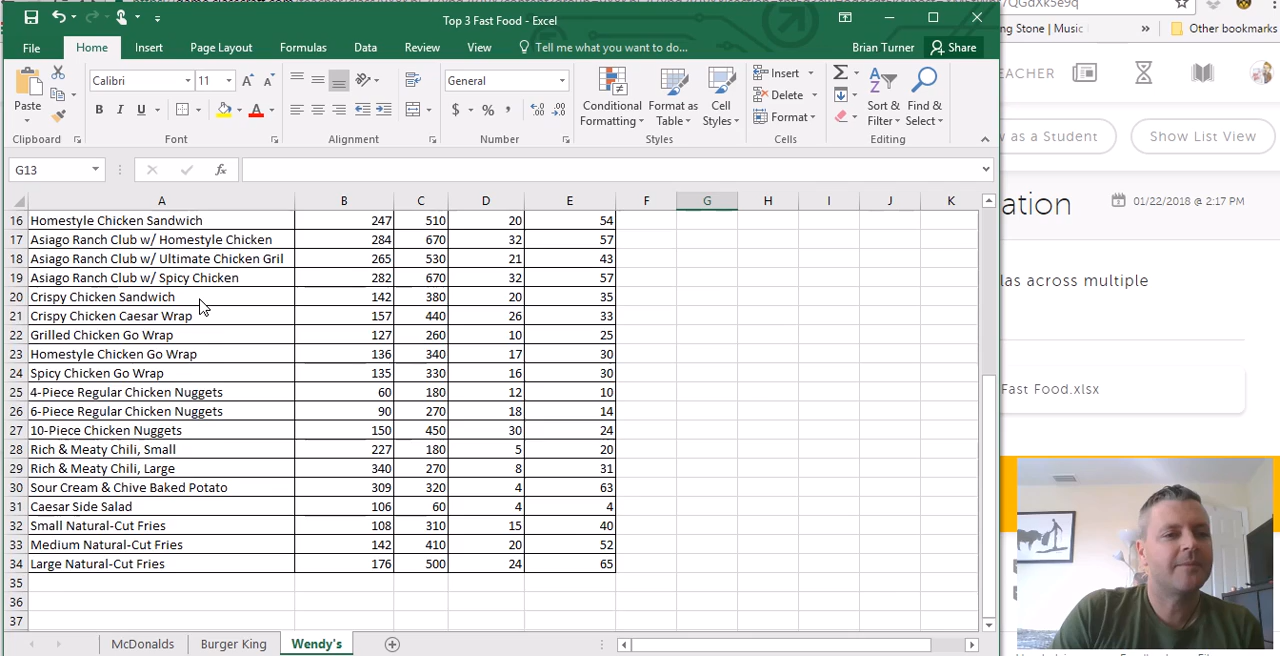 QGdXk5e9q
Top 3 Fast Food - Excel
ing Stone | Music
»
Other bookmarks
File Home Insert Page Layout Formulas Data Review View Tell me what you want to do... Brian Turner Share
EACHER
Calibri 11 General
Paste
B I U
$ % ,
Conditional Formatting
Format as Table
Cell Styles
Insert
Delete
Format
Sort & Filter
Find & Select
Clipboard Font Alignment Number Styles Cells Editing
w as a Student Show List View
G13 fx
A B C D E F G H I J K
ation 01/22/2018 @ 2:17 PM
16 Homestyle Chicken Sandwich 247 510 20 54
17 Asiago Ranch Club w/ Homestyle Chicken 284 670 32 57
18 Asiago Ranch Club w/ Ultimate Chicken Gril 265 530 21 43
19 Asiago Ranch Club w/ Spicy Chicken 282 670 32 57
las across multiple
20 Crispy Chicken Sandwich 142 380 20 35
21 Crispy Chicken Caesar Wrap 157 440 26 33
22 Grilled Chicken Go Wrap 127 260 10 25
23 Homestyle Chicken Go Wrap 136 340 17 30
24 Spicy Chicken Go Wrap 135 330 16 30
25 4-Piece Regular Chicken Nuggets 60 180 12 10
Fast Food.xlsx
26 6-Piece Regular Chicken Nuggets 90 270 18 14
27 10-Piece Chicken Nuggets 150 450 30 24
28 Rich & Meaty Chili, Small 227 180 5 20
29 Rich & Meaty Chili, Large 340 270 8 31
30 Sour Cream & Chive Baked Potato 309 320 4 63
31 Caesar Side Salad 106 60 4 4
32 Small Natural-Cut Fries 108 310 15 40
33 Medium Natural-Cut Fries 142 410 20 52
34 Large Natural-Cut Fries 176 500 24 65
35
36
37
McDonalds Burger King Wendy's